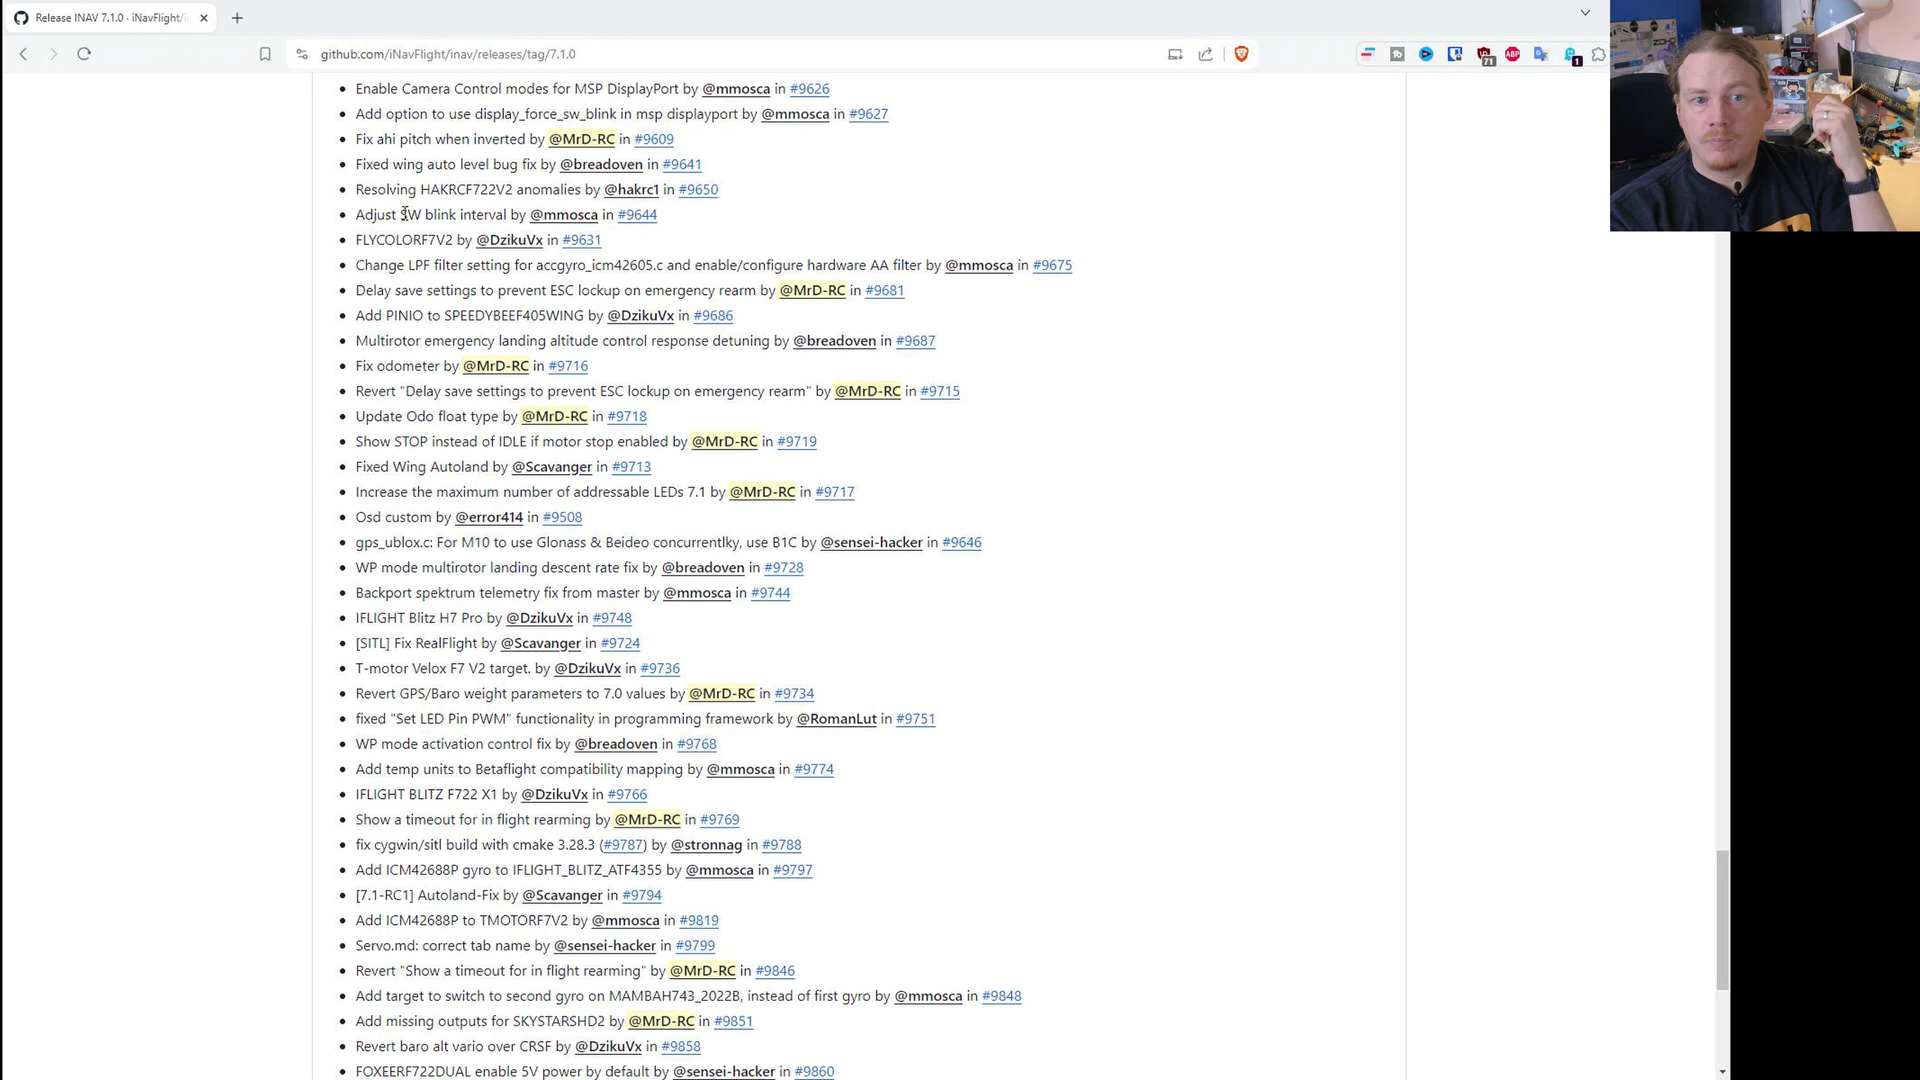 Release INAV 7.1.0 · iNavFlight/i
github.com/iNavFlight/inav/releases/tag/7.1.0
71
ABP
1
Enable Camera Control modes for MSP DisplayPort by @mmosca in #9626
Add option to use display_force_sw_blink in msp displayport by @mmosca in #9627
Fix ahi pitch when inverted by @MrD-RC in #9609
Fixed wing auto level bug fix by @breadoven in #9641
Resolving HAKRCF722V2 anomalies by @hakrc1 in #9650
Adjust SW blink interval by @mmosca in #9644
FLYCOLORF7V2 by @DzikuVx in #9631
Change LPF filter setting for accgyro_icm42605.c and enable/configure hardware AA filter by @mmosca in #9675
Delay save settings to prevent ESC lockup on emergency rearm by @MrD-RC in #9681
Add PINIO to SPEEDYBEEF405WING by @DzikuVx in #9686
Multirotor emergency landing altitude control response detuning by @breadoven in #9687
Fix odometer by @MrD-RC in #9716
Revert "Delay save settings to prevent ESC lockup on emergency rearm" by @MrD-RC in #9715
Update Odo float type by @MrD-RC in #9718
Show STOP instead of IDLE if motor stop enabled by @MrD-RC in #9719
Fixed Wing Autoland by @Scavanger in #9713
Increase the maximum number of addressable LEDs 7.1 by @MrD-RC in #9717
Osd custom by @error414 in #9508
gps_ublox.c: For M10 to use Glonass & Beideo concurrentlky, use B1C by @sensei-hacker in #9646
WP mode multirotor landing descent rate fix by @breadoven in #9728
Backport spektrum telemetry fix from master by @mmosca in #9744
IFLIGHT Blitz H7 Pro by @DzikuVx in #9748
[SITL] Fix RealFlight by @Scavanger in #9724
T-motor Velox F7 V2 target. by @DzikuVx in #9736
Revert GPS/Baro weight parameters to 7.0 values by @MrD-RC in #9734
fixed "Set LED Pin PWM" functionality in programming framework by @RomanLut in #9751
WP mode activation control fix by @breadoven in #9768
Add temp units to Betaflight compatibility mapping by @mmosca in #9774
IFLIGHT BLITZ F722 X1 by @DzikuVx in #9766
Show a timeout for in flight rearming by @MrD-RC in #9769
fix cygwin/sitl build with cmake 3.28.3 (#9787) by @stronnag in #9788
Add ICM42688P gyro to IFLIGHT_BLITZ_ATF4355 by @mmosca in #9797
[7.1-RC1] Autoland-Fix by @Scavanger in #9794
Add ICM42688P to TMOTORF7V2 by @mmosca in #9819
Servo.md: correct tab name by @sensei-hacker in #9799
Revert "Show a timeout for in flight rearming" by @MrD-RC in #9846
Add target to switch to second gyro on MAMBAH743_2022B, instead of first gyro by @mmosca in #9848
Add missing outputs for SKYSTARSHD2 by @MrD-RC in #9851
Revert baro alt vario over CRSF by @DzikuVx in #9858
FOXEERF722DUAL enable 5V power by default by @sensei-hacker in #9860